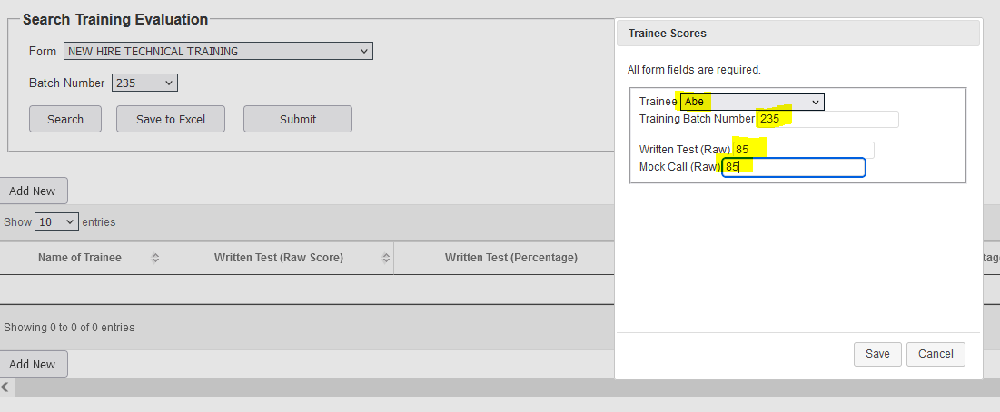 Search Training Evaluation
Form NEW HIRE TECHNICAL TRAINING
Batch Number 235
Search Save to Excel Submit
Add New
Show 10 entries
Name of Trainee Written Test (Raw Score) Written Test (Percentage)
Showing 0 to 0 of 0 entries
Add New
Trainee Scores
All form fields are required.
Trainee Abe
Training Batch Number 235
Written Test (Raw) 85
Mock Call (Raw) 85
Save Cancel